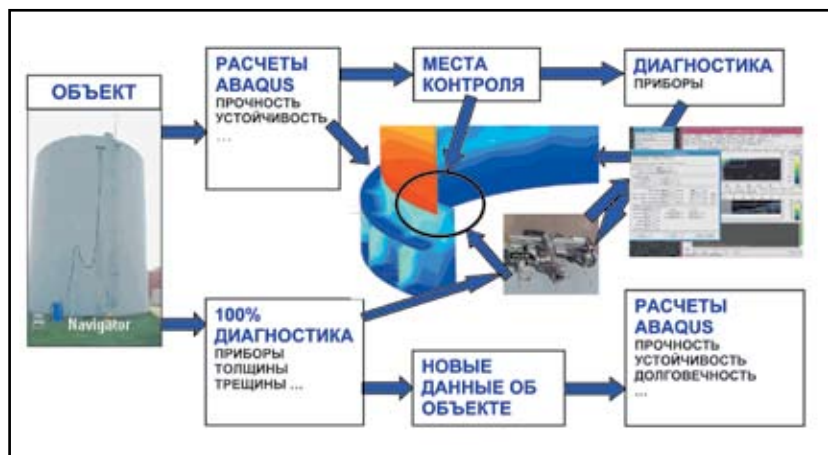 ОБЪЕКТ
Navigator
РАСЧЕТЫ
ABAQUS
ПРОЧНОСТЬ
УСТОЙЧИВОСТЬ
...
МЕСТА
КОНТРОЛЯ
ДИАГНОСТИКА
ПРИБОРЫ
100%
ДИАГНОСТИКА
ПРИБОРЫ
ТОЛЩИНЫ
ТРЕЩИНЫ ...
НОВЫЕ
ДАННЫЕ ОБ
ОБЪЕКТЕ
РАСЧЕТЫ
ABAQUS
ПРОЧНОСТЬ
УСТОЙЧИВОСТЬ
ДОЛГОВЕЧНОСТЬ
...